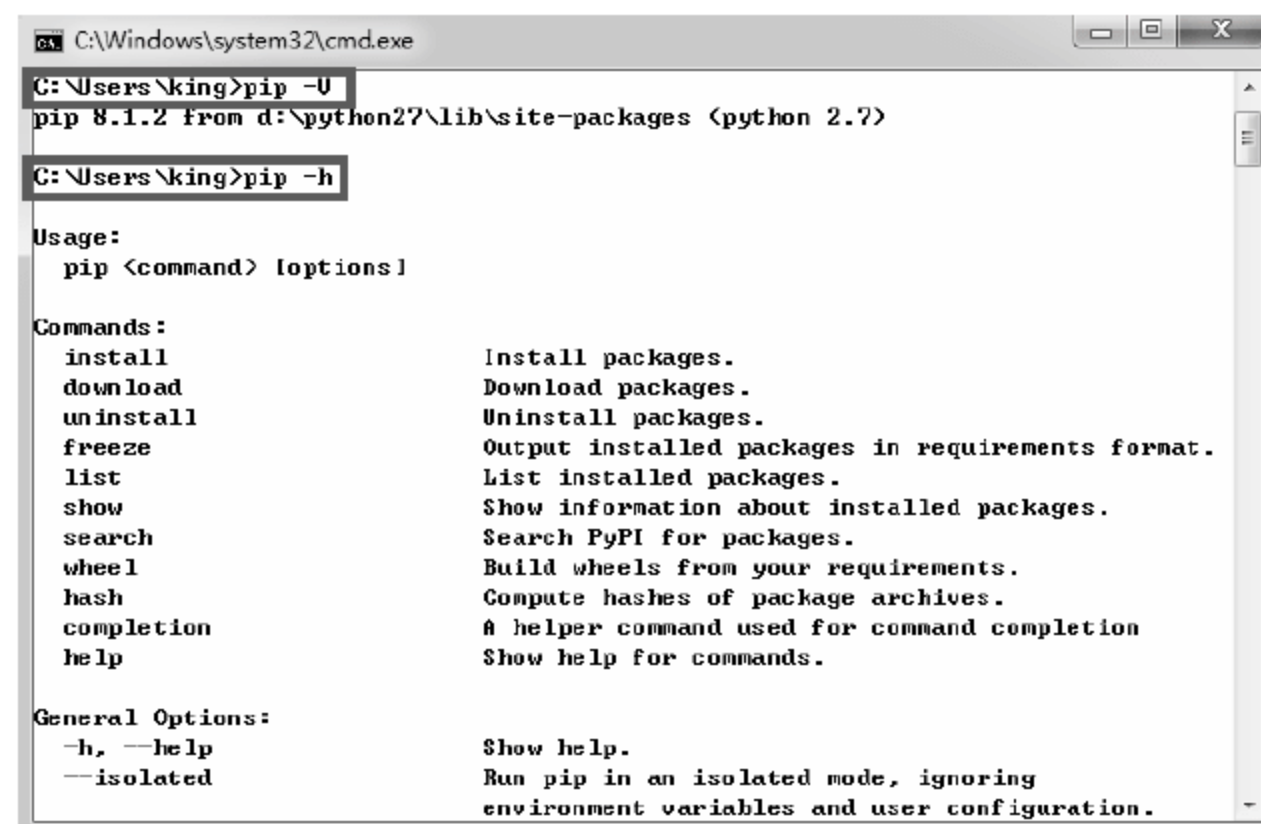 C:\Windows\system32\cmd.exe
C:\Users\king>pip -V
pip 8.1.2 from d:\python27\lib\site-packages (python 2.7)
C:\Users\king>pip -h
Usage:
pip <command> [options]
Commands:
install Install packages.
download Download packages.
uninstall Uninstall packages.
freeze Output installed packages in requirements format.
list List installed packages.
show Show information about installed packages.
search Search PyPI for packages.
wheel Build wheels from your requirements.
hash Compute hashes of package archives.
completion A helper command used for command completion
help Show help for commands.
General Options:
-h, --help Show help.
--isolated Run pip in an isolated mode, ignoring
environment variables and user configuration.